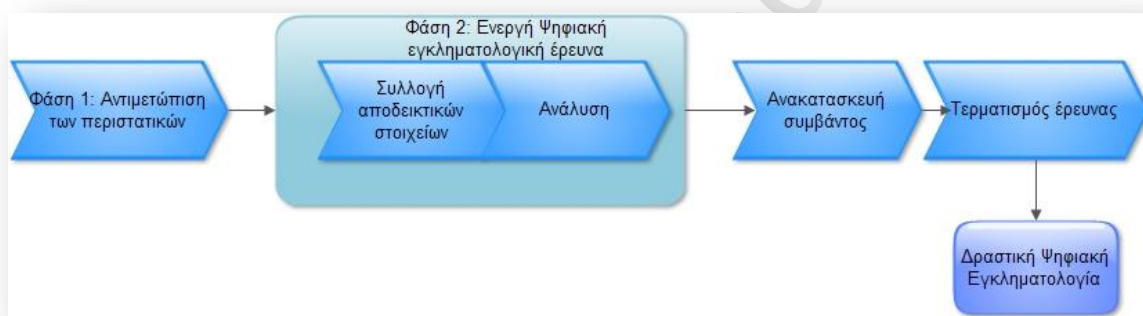 Φάση 1: Αντιμετώπιση
των περιστατικών
Φάση 2: Ενεργή Ψηφιακή
εγκληματολογική έρευνα
Συλλογή
αποδεικτικών
στοιχείων
Ανάλυση
Ανακατασκευή
συμβάντος
Τερματισμός έρευνας
Δραστική Ψηφιακή
Εγκληματολογία